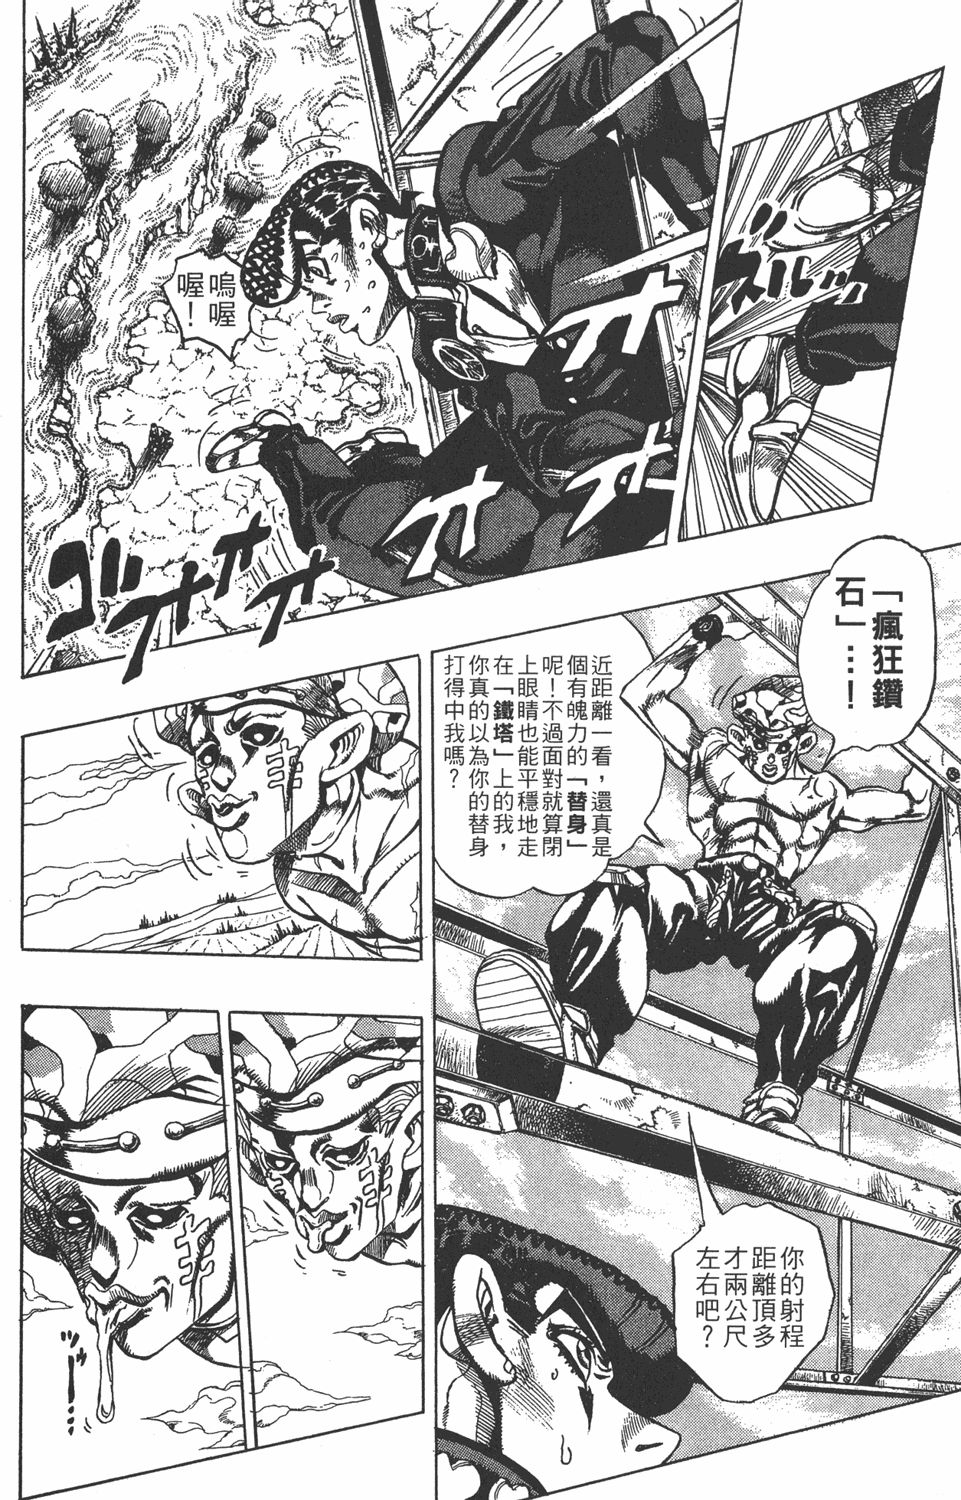 ズルッ
嗚喔
喔！
オオオオオオオオゴ
「瘋狂鑽
石」…！
近距離一看，還真是
個有魄力的「替身」
呢！不過面對就算閉
上眼睛也能平穩地走
在「鐵塔」上的我，
你真的以為你的替身
打得中我嗎？
你的射程
距離頂多
才兩公尺
左右吧？
ツツー…